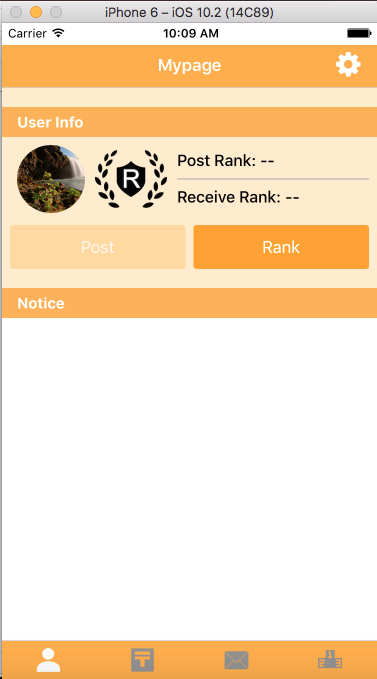 iPhone 6 – iOS 10.2 (14C89)
Carrier 10:09 AM
Mypage
User Info
R
Post Rank: --
Receive Rank: --
Post Rank
Notice
1